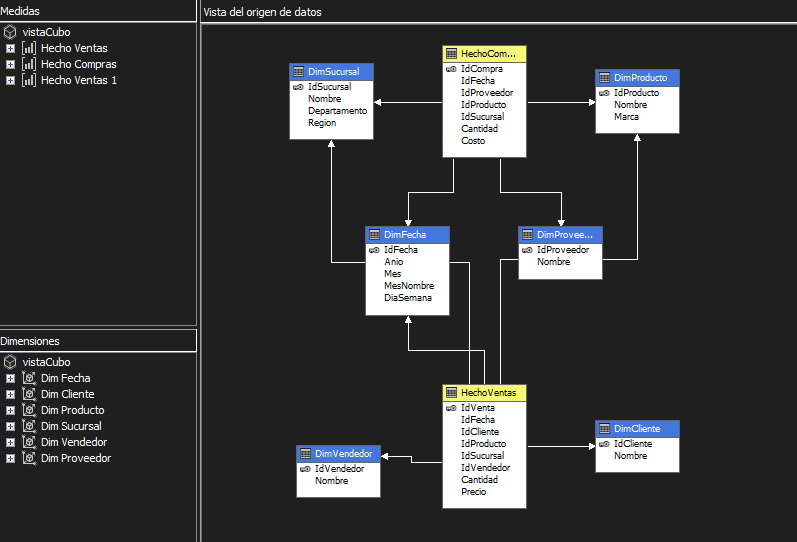 Medidas
vistaCubo
Hecho Ventas
Hecho Compras
Hecho Ventas 1
Dimensiones
vistaCubo
Dim Fecha
Dim Cliente
Dim Producto
Dim Sucursal
Dim Vendedor
Dim Proveedor
Vista del origen de datos
DimSucursal
IdSucursal
Nombre
Departamento
Region
HechoCom...
IdCompra
IdFecha
IdProveedor
IdProducto
IdSucursal
Cantidad
Costo
DimProducto
IdProducto
Nombre
Marca
DimFecha
IdFecha
Anio
Mes
MesNombre
DiaSemana
DimProvee...
IdProveedor
Nombre
HechoVentas
IdVenta
IdFecha
IdCliente
IdProducto
IdSucursal
IdVendedor
Cantidad
Precio
DimVendedor
IdVendedor
Nombre
DimCliente
IdCliente
Nombre